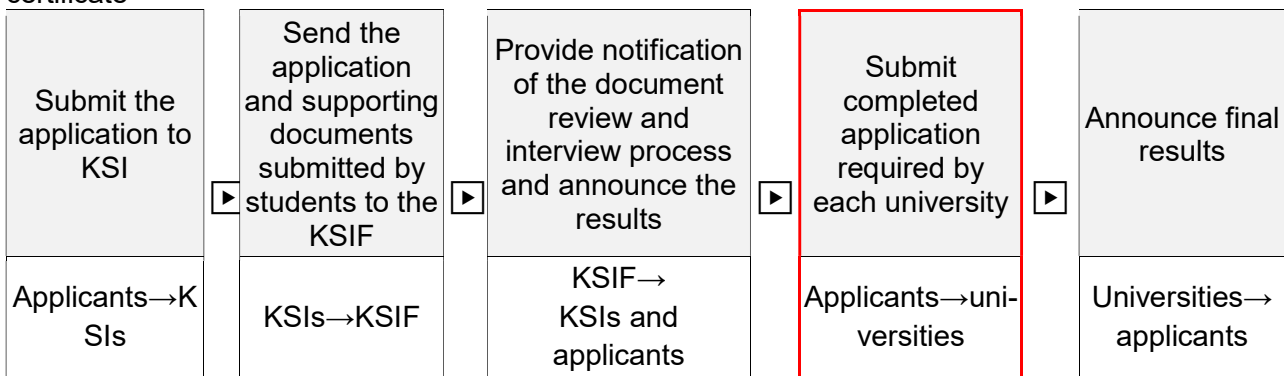 certificate
Submit the
application to
KSI
Send the
application
and supporting
documents
submitted by
students to the
KSIF
Provide notification
of the document
review and
interview process
and announce the
results
Submit
completed
application
required by
each university
Announce final
results
Applicants→K
SIs
KSIs→KSIF
KSIF→
KSIs and
applicants
Applicants→uni-
versities
Universities→
applicants